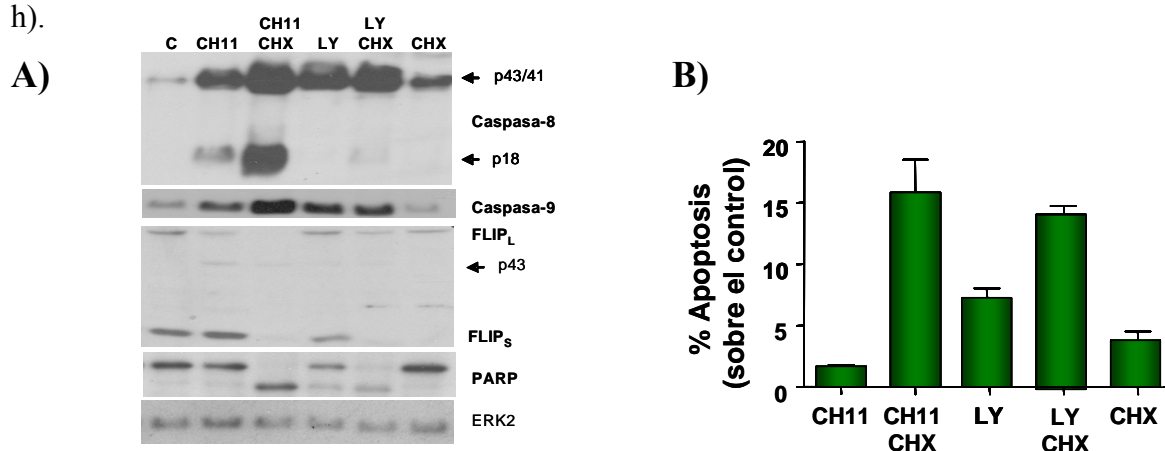 h).
A)
CH11 LY
C CH11 CHX LY CHX CHX
p43/41
Caspasa-8
p18
Caspasa-9
FLIPL
p43
FLIPS
PARP
ERK2
B)
% Apoptosis
(sobre el control)
20
15
10
5
0
CH11 CH11 LY LY CHX
CHX CHX